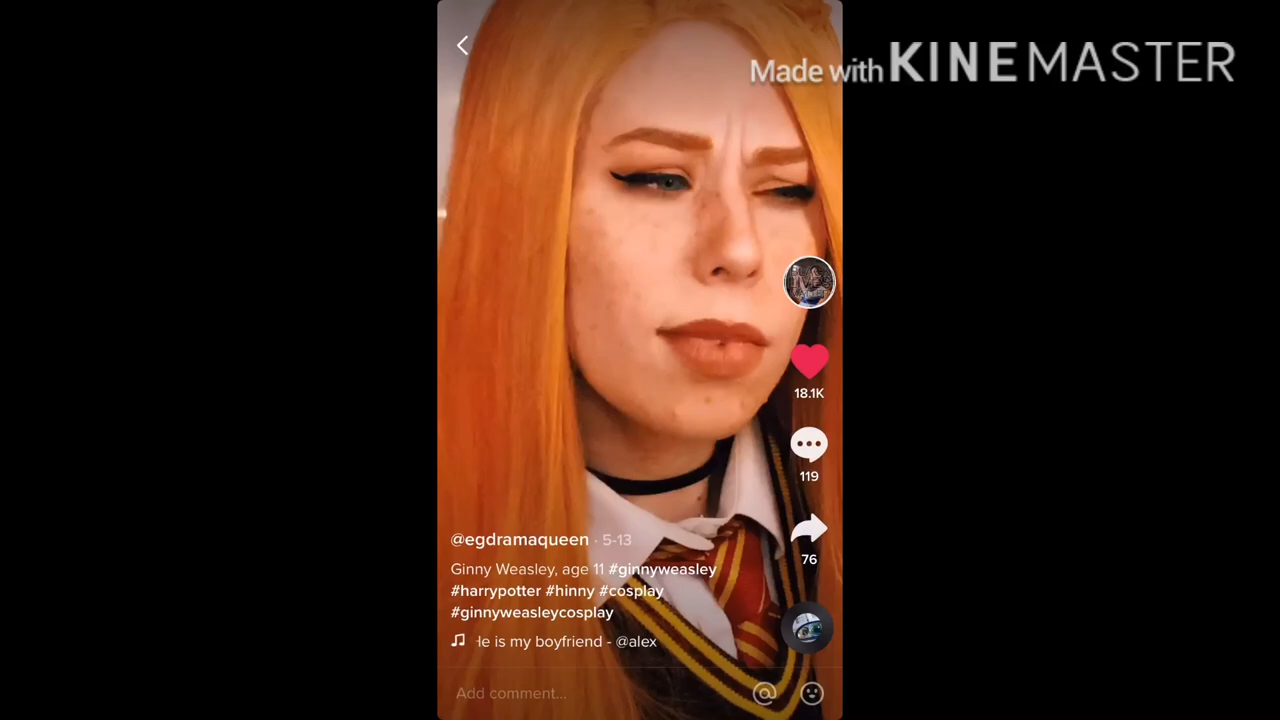 Made with KINEMASTER
18.1K
119
76
@egdramaqueen · 5-13
Ginny Weasley, age 11 #ginnyweasley
#harrypotter #hinny #cosplay
#ginnyweasleycosplay
le is my boyfriend - @alex
Add comment...